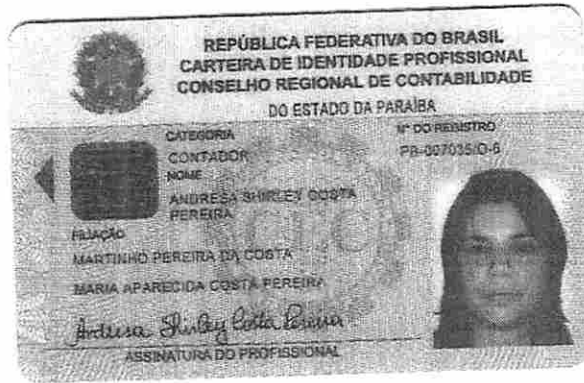 REPÚBLICA FEDERATIVA DO BRASIL
CARTEIRA DE IDENTIDADE PROFISSIONAL
CONSELHO REGIONAL DE CONTABILIDADE
DO ESTADO DA PARAÍBA
CATEGORIA
Nº DO REGISTRO
CONTADOR
PB-007035/O-6
NOME
ANDRESA SHIRLEY COSTA
PEREIRA
FILIAÇÃO
MARTINHO PEREIRA DA COSTA
MARIA APARECIDA COSTA PEREIRA
Andresa Shirley Costa Pereira
ASSINATURA DO PROFISSIONAL